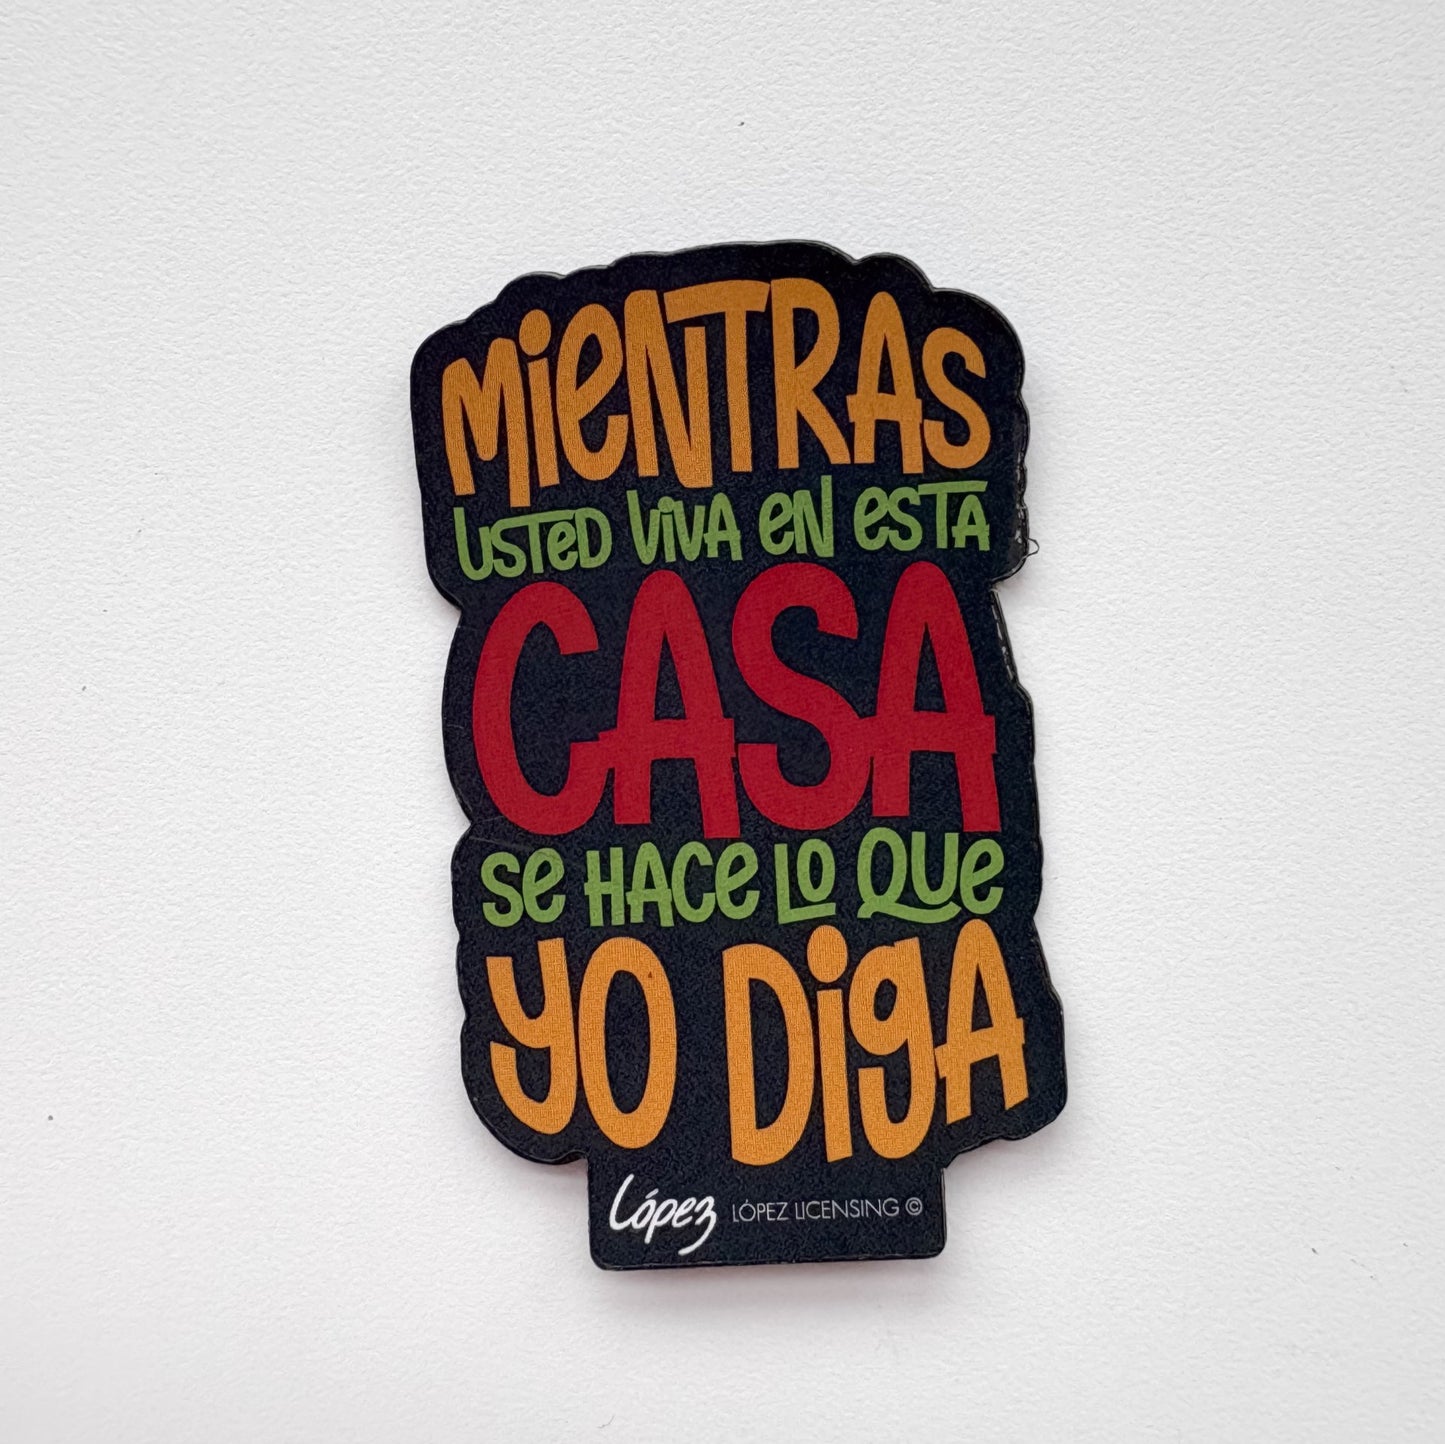 MiENTRAS
USTeD ViVA eN eSTA
CASA
Se HACe LO QUe
yO DigA
López LÓPEZ LICENSING ©